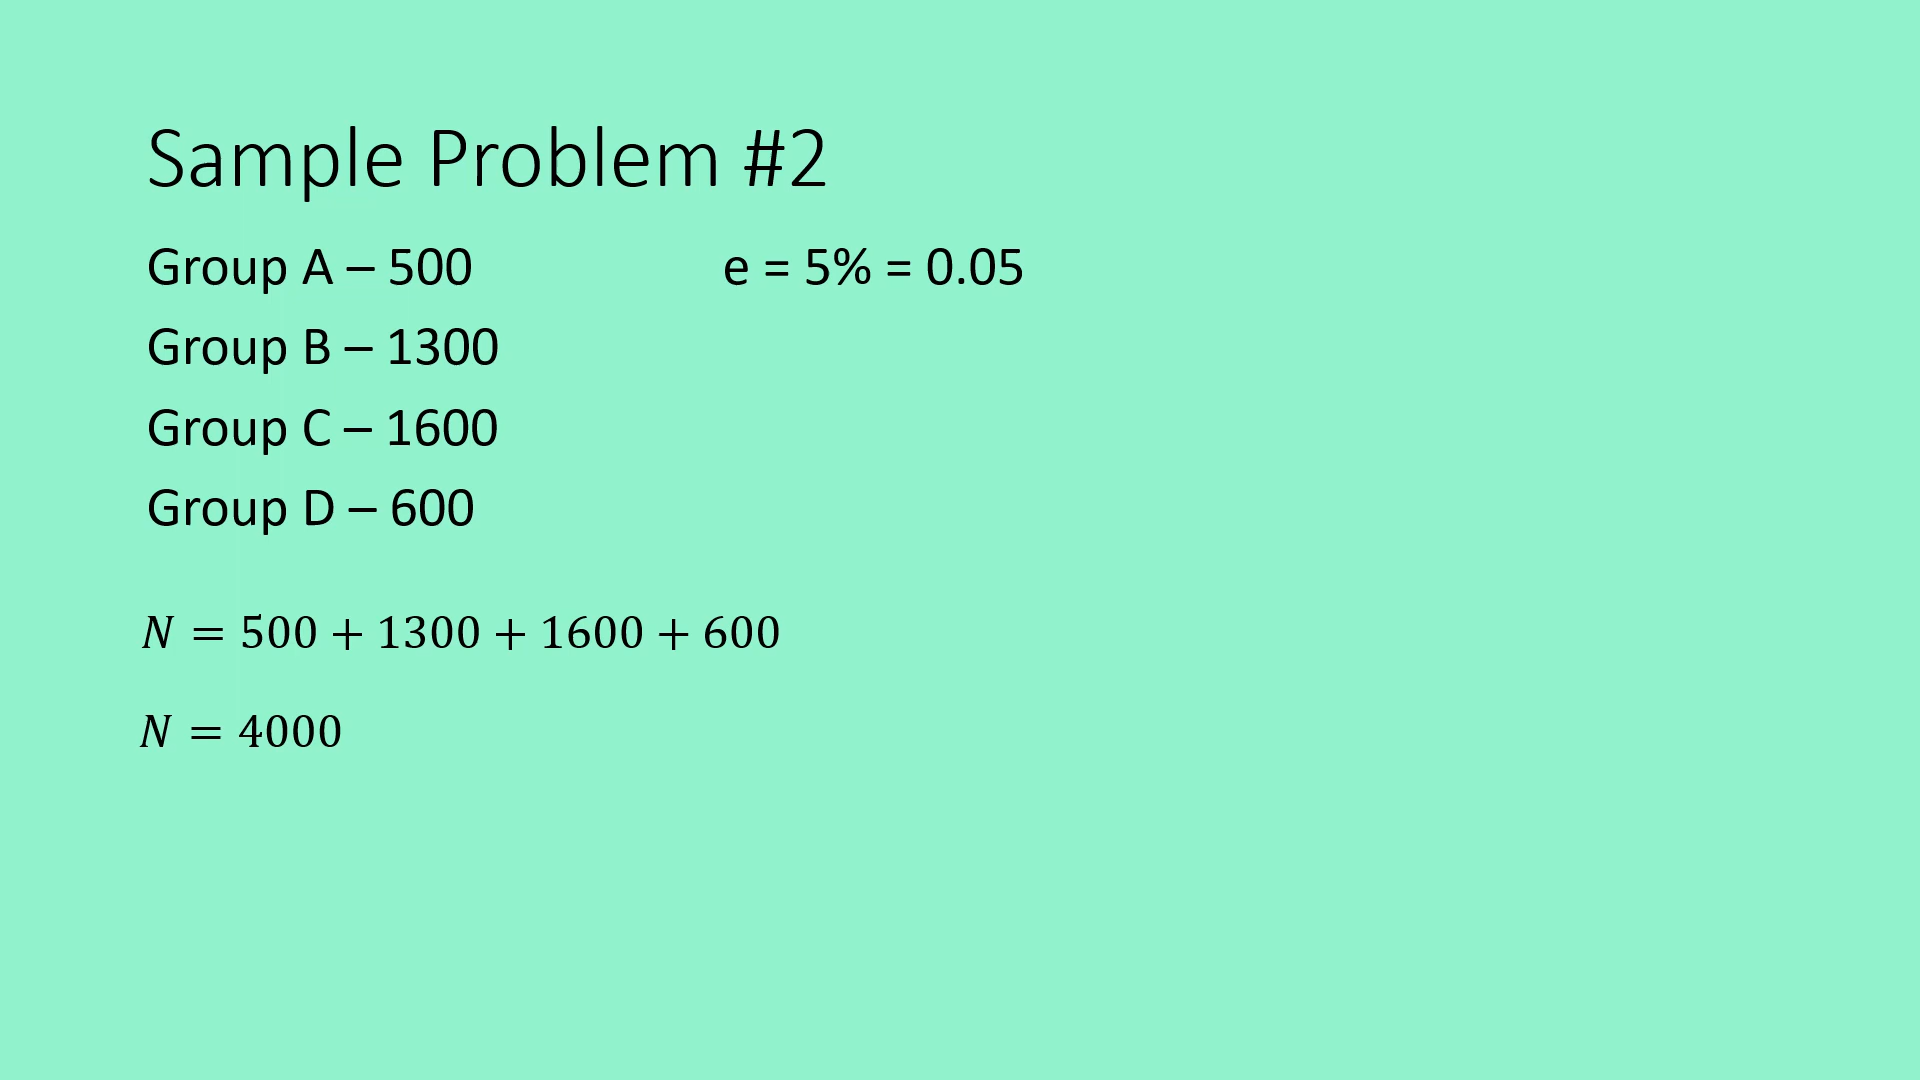 Sample Problem #2
Group A – 500
e = 5% = 0.05
Group B – 1300
Group C – 1600
Group D – 600
N = 500 + 1300 + 1600 + 600
N = 4000